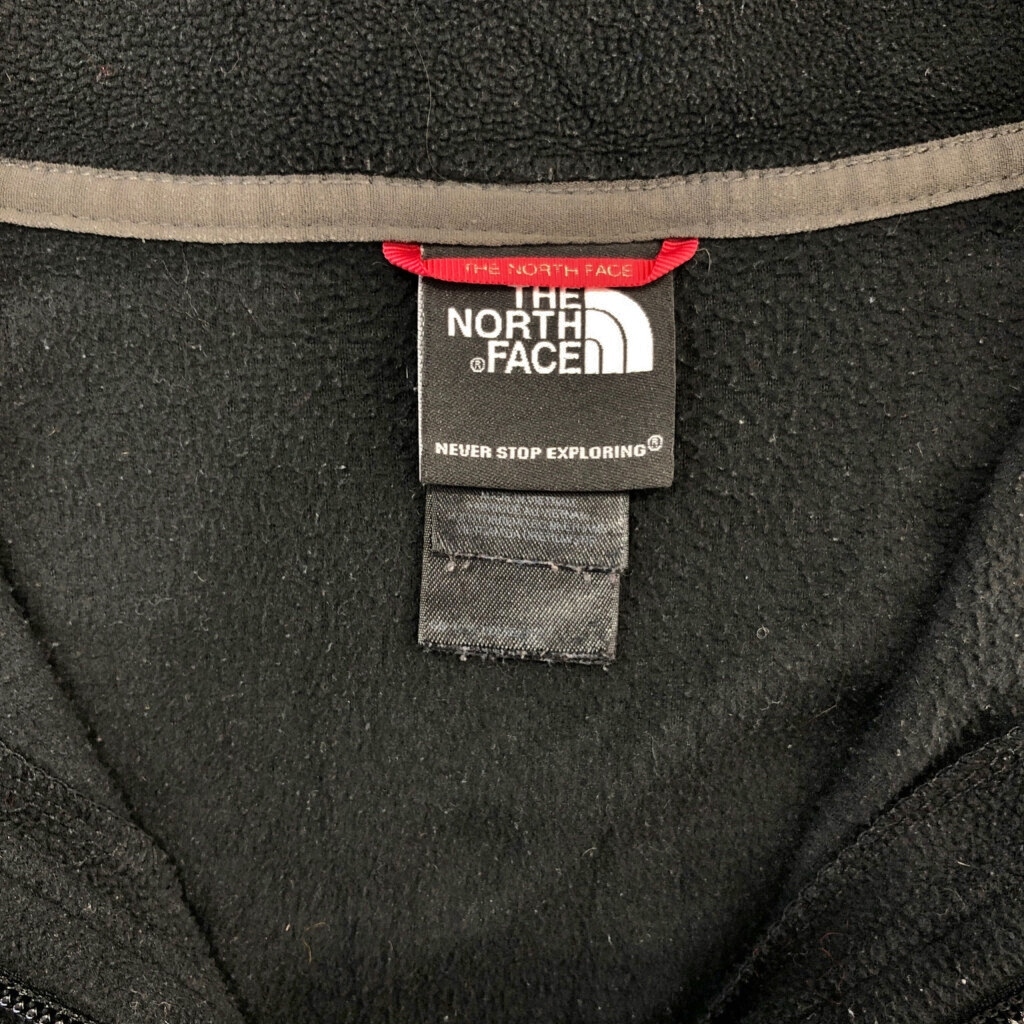 THE NORTH FACE
THE
NORTH
®FACE
NEVER STOP EXPLORING®